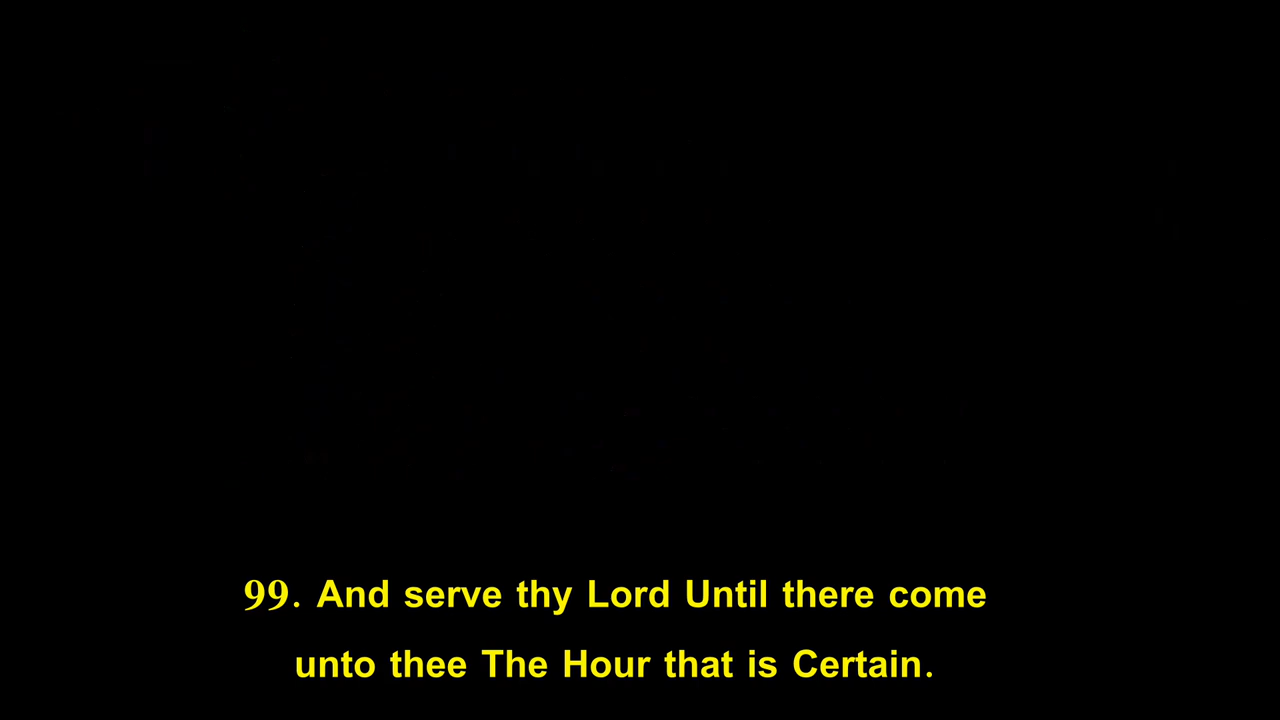 99. And serve thy Lord Until there come
unto thee The Hour that is Certain.